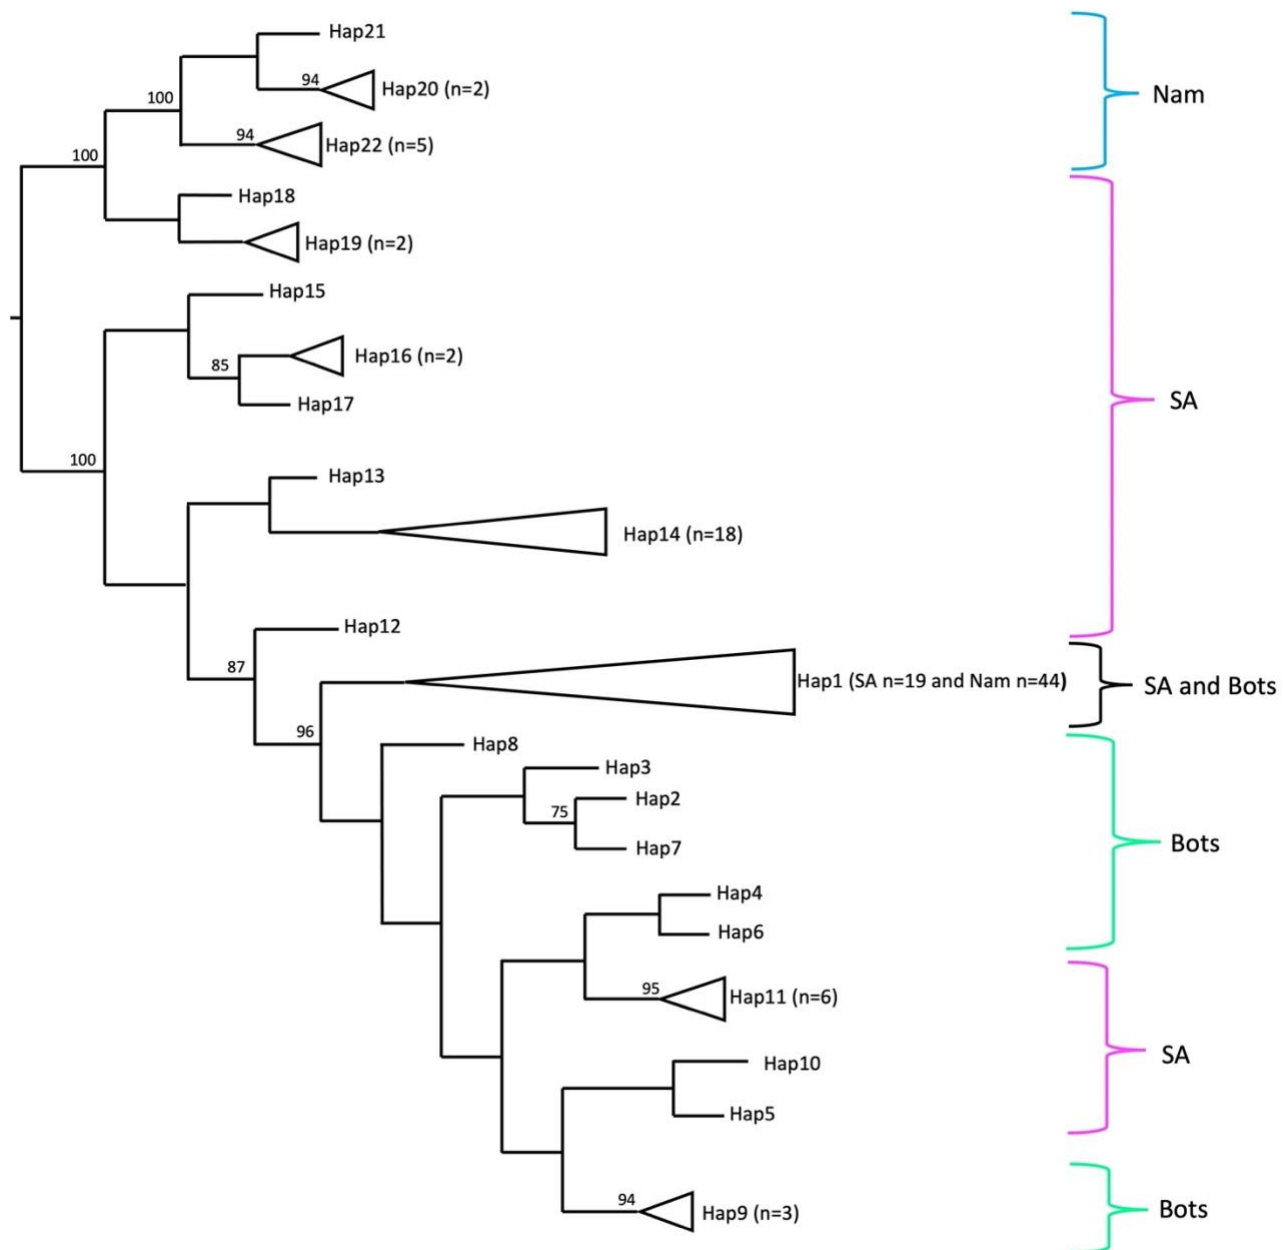 Hap21
94
Hap20 (n=2)
Nam
100
94
Hap22 (n=5)
100
Hap18
Hap19 (n=2)
Hap15
85
Hap16 (n=2)
Hap17
SA
100
Hap13
Hap14 (n=18)
Hap12
87
Hap1 (SA n=19 and Nam n=44)
SA and Bots
96
Hap8
Hap3
75
Hap2
Hap7
Bots
Hap4
Hap6
95
Hap11 (n=6)
SA
Hap10
Hap5
94
Hap9 (n=3)
Bots